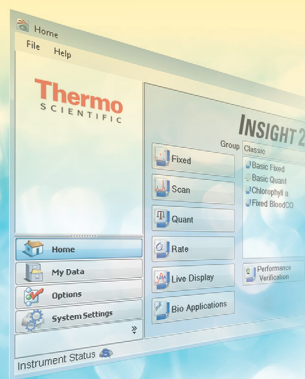 Home
File Help
Thermo
SCIENTIFIC
INSIGHT 2
Group Classic
Fixed
Scan
Quant
Rate
Live Display
Bio Applications
Basic Fixed
Basic Quant
Chlorophyll a
Fixed BloodCO
Performance
Verification
Home
My Data
Options
System Settings
Instrument Status